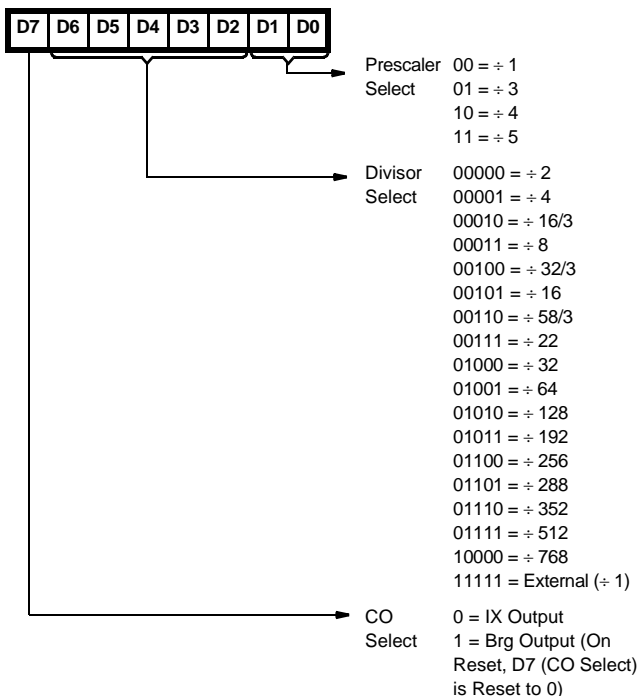 D7 D6 D5 D4 D3 D2 D1 D0
Prescaler 00 = ÷ 1
Select 01 = ÷ 3
10 = ÷ 4
11 = ÷ 5
Divisor 00000 = ÷ 2
Select 00001 = ÷ 4
00010 = ÷ 16/3
00011 = ÷ 8
00100 = ÷ 32/3
00101 = ÷ 16
00110 = ÷ 58/3
00111 = ÷ 22
01000 = ÷ 32
01001 = ÷ 64
01010 = ÷ 128
01011 = ÷ 192
01100 = ÷ 256
01101 = ÷ 288
01110 = ÷ 352
01111 = ÷ 512
10000 = ÷ 768
11111 = External (÷ 1)
CO 0 = IX Output
Select 1 = Brg Output (On
Reset, D7 (CO Select)
is Reset to 0)